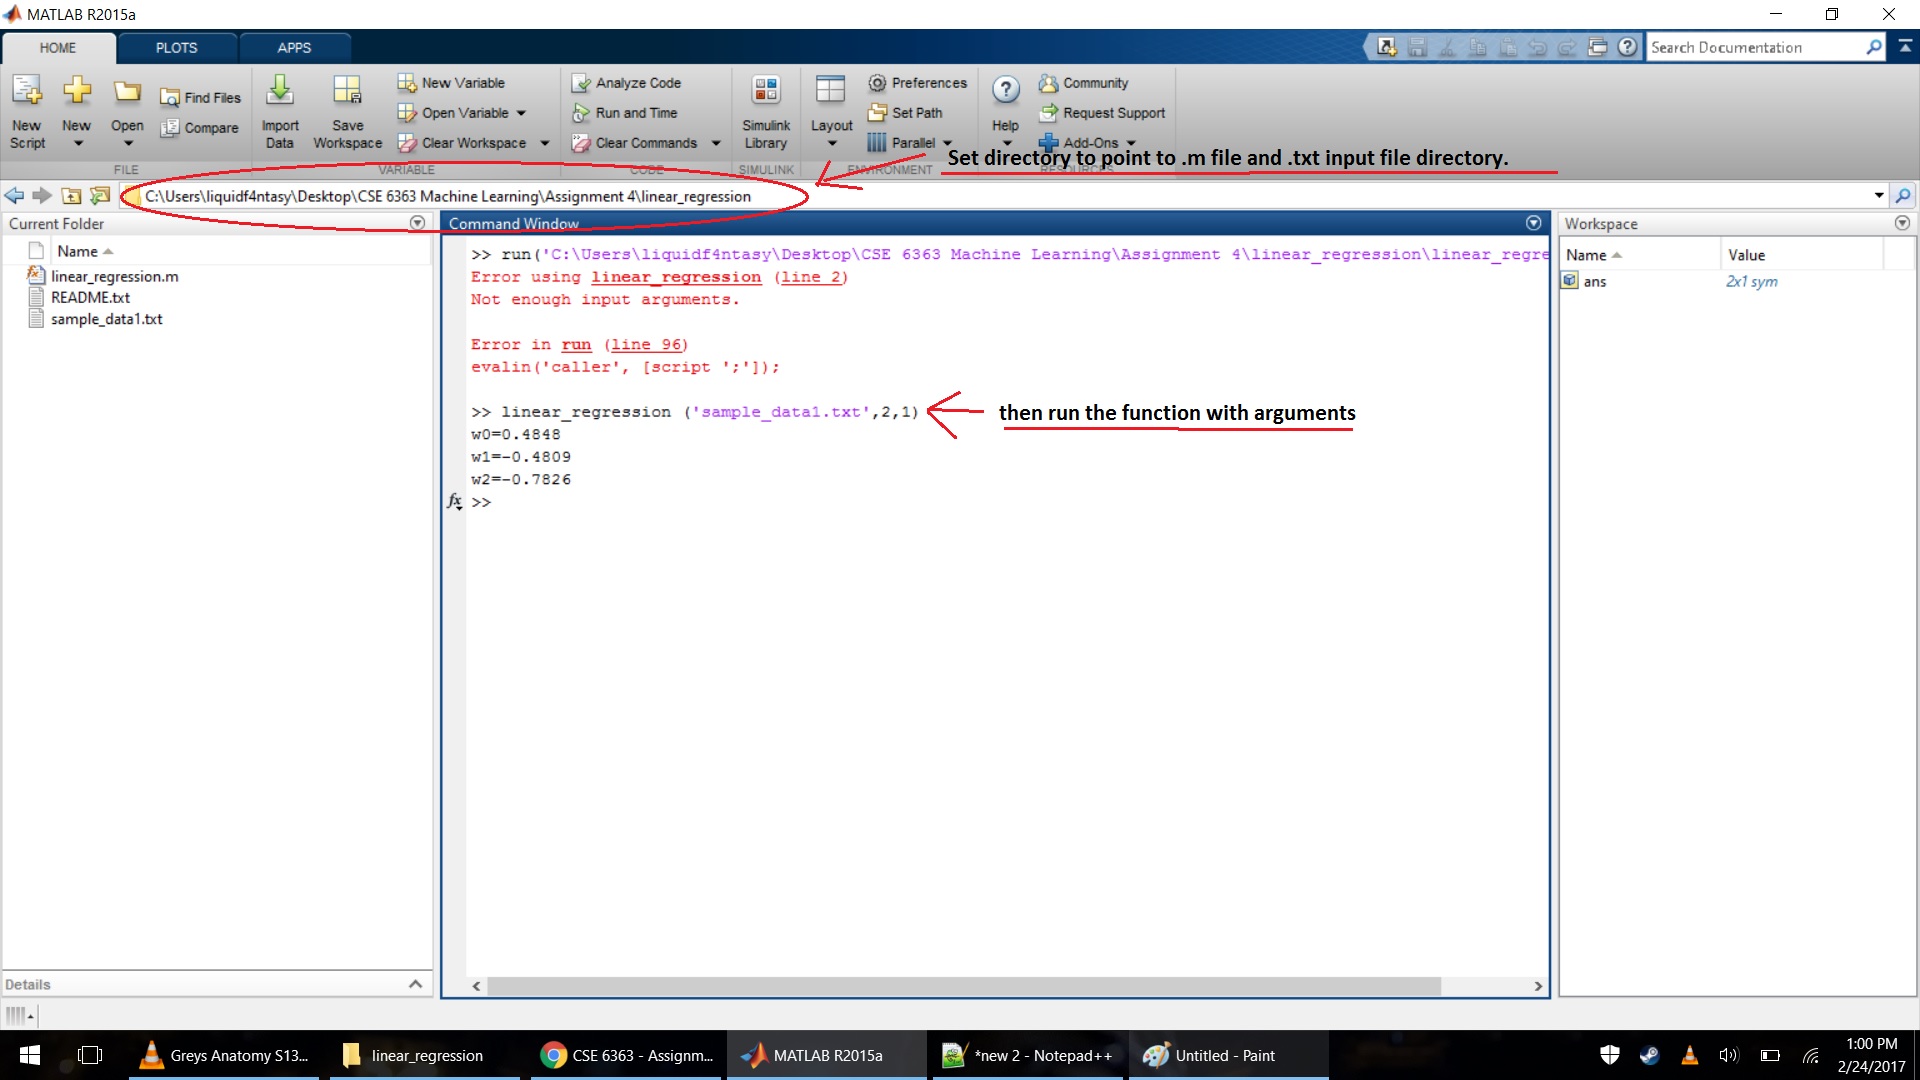 MATLAB R2015a
HOME
PLOTS
APPS
Search Documentation
New Script
New
Open
Find Files
Compare
Import Data
Save Workspace
New Variable
Open Variable
Clear Workspace
Analyze Code
Run and Time
Clear Commands
Simulink Library
Layout
Preferences
Set Path
Parallel
Help
Community
Request Support
Add-Ons
FILE
VARIABLE
CODE
SIMULINK
ENVIRONMENT
RESOURCES
Set directory to point to .m file and .txt input file directory.
C:\Users\liquidf4ntasy\Desktop\CSE 6363 Machine Learning\Assignment 4\linear_regression
Current Folder
Name
linear_regression.m
README.txt
sample_data1.txt
Details
Command Window
>> run('C:\Users\liquidf4ntasy\Desktop\CSE 6363 Machine Learning\Assignment 4\linear_regression\linear_regre
Error using linear_regression (line 2)
Not enough input arguments.
Error in run (line 96)
evalin('caller', [script ';']);
>> linear_regression ('sample_data1.txt',2,1)
then run the function with arguments
w0=0.4848
w1=-0.4809
w2=-0.7826
fx >>
Workspace
Name Value
ans 2x1 sym
Greys Anatomy S13...
linear_regression
CSE 6363 - Assignm...
MATLAB R2015a
*new 2 - Notepad++
Untitled - Paint
1:00 PM
2/24/2017